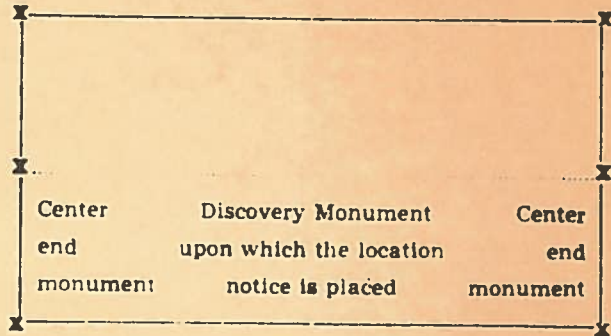 Center Discovery Monument Center
end upon which the location end
monument notice is placed monument